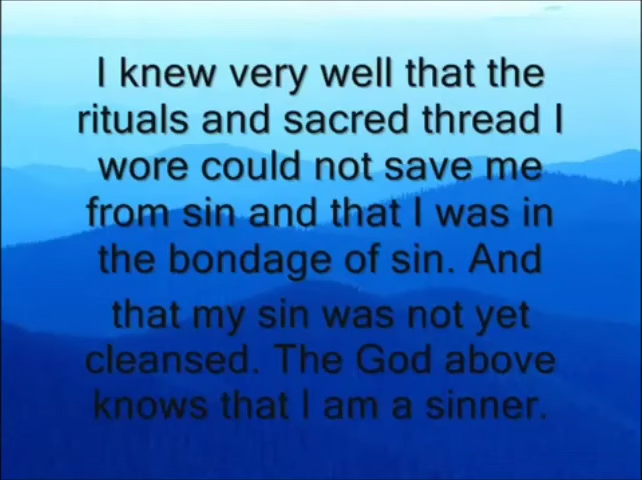 I knew very well that the
rituals and sacred thread I
wore could not save me
from sin and that I was in
the bondage of sin. And
that my sin was not yet
cleansed. The God above
knows that I am a sinner.